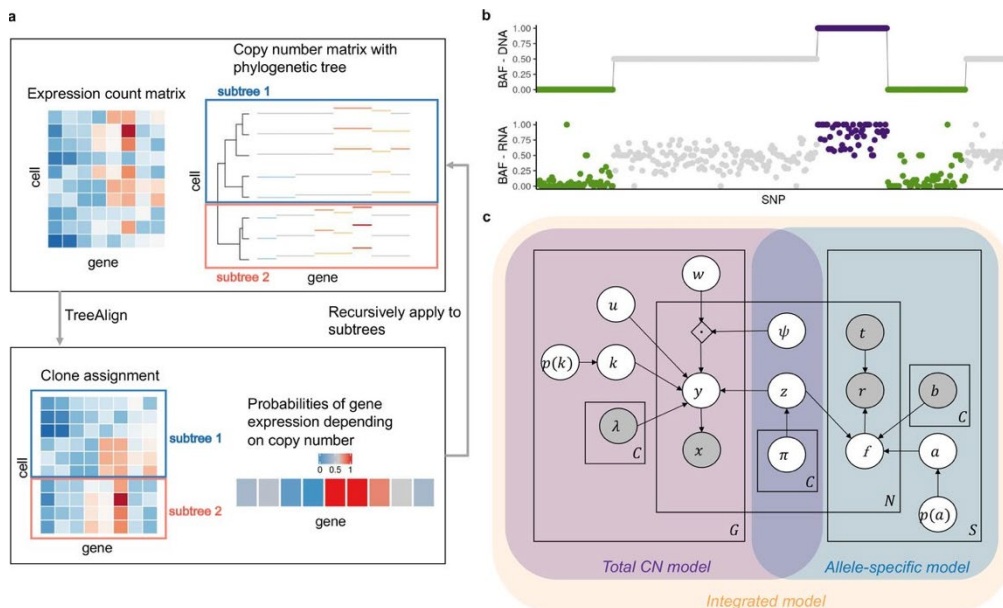 a
Copy number matrix with
phylogenetic tree
subtree 1
Expression count matrix
cell
cell
gene
subtree 2
gene
TreeAlign
Recursively apply to
subtrees
Clone assignment
subtree 1
cell
subtree 2
gene
Probabilities of gene
expression depending
on copy number
0 0.5 1
gene
b
BAF - DNA
1.00
0.75
0.50
0.25
0.00
BAF - RNA
1.00
0.75
0.50
0.25
0.00
SNP
c
w
u
ψ
t
p(k)
k
y
z
r
b
C
λ
C
x
π
C
f
a
N
p(a)
G
S
Total CN model
Allele-specific model
Integrated model